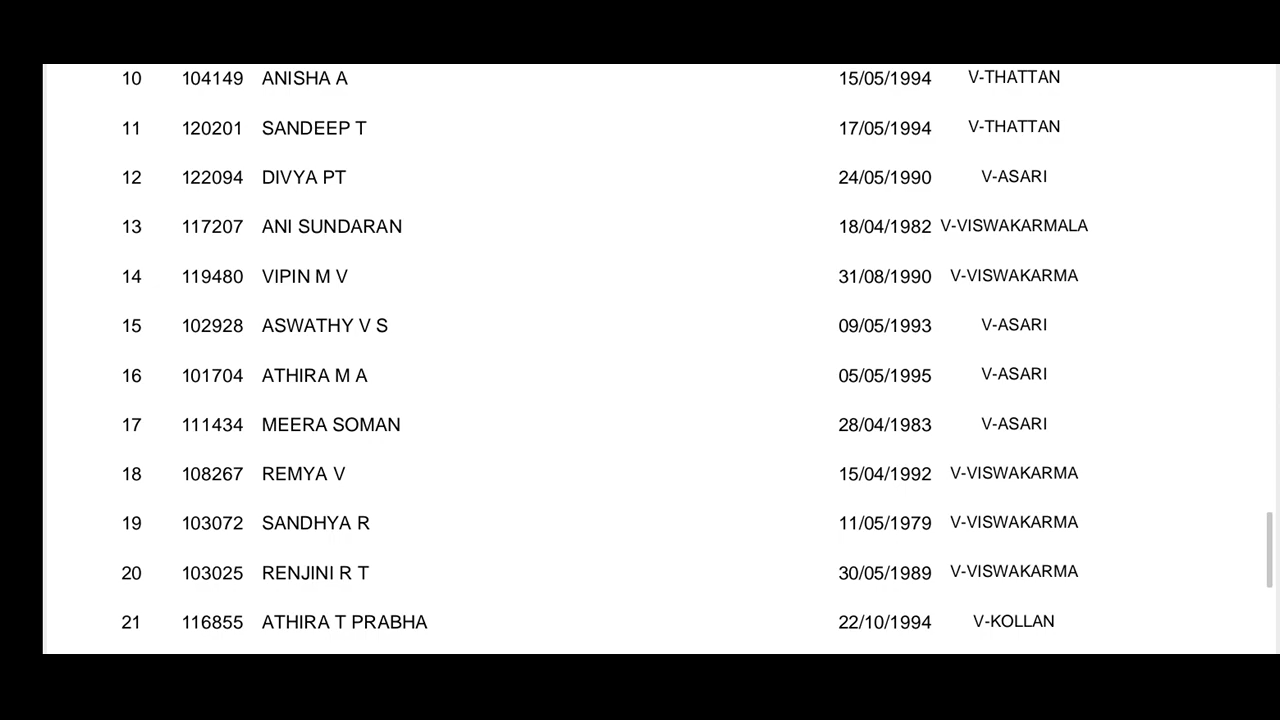 10 104149 ANISHA A 15/05/1994 V-THATTAN
11 120201 SANDEEP T 17/05/1994 V-THATTAN
12 122094 DIVYA PT 24/05/1990 V-ASARI
13 117207 ANI SUNDARAN 18/04/1982 V-VISWAKARMALA
14 119480 VIPIN M V 31/08/1990 V-VISWAKARMA
15 102928 ASWATHY V S 09/05/1993 V-ASARI
16 101704 ATHIRA M A 05/05/1995 V-ASARI
17 111434 MEERA SOMAN 28/04/1983 V-ASARI
18 108267 REMYA V 15/04/1992 V-VISWAKARMA
19 103072 SANDHYA R 11/05/1979 V-VISWAKARMA
20 103025 RENJINI R T 30/05/1989 V-VISWAKARMA
21 116855 ATHIRA T PRABHA 22/10/1994 V-KOLLAN